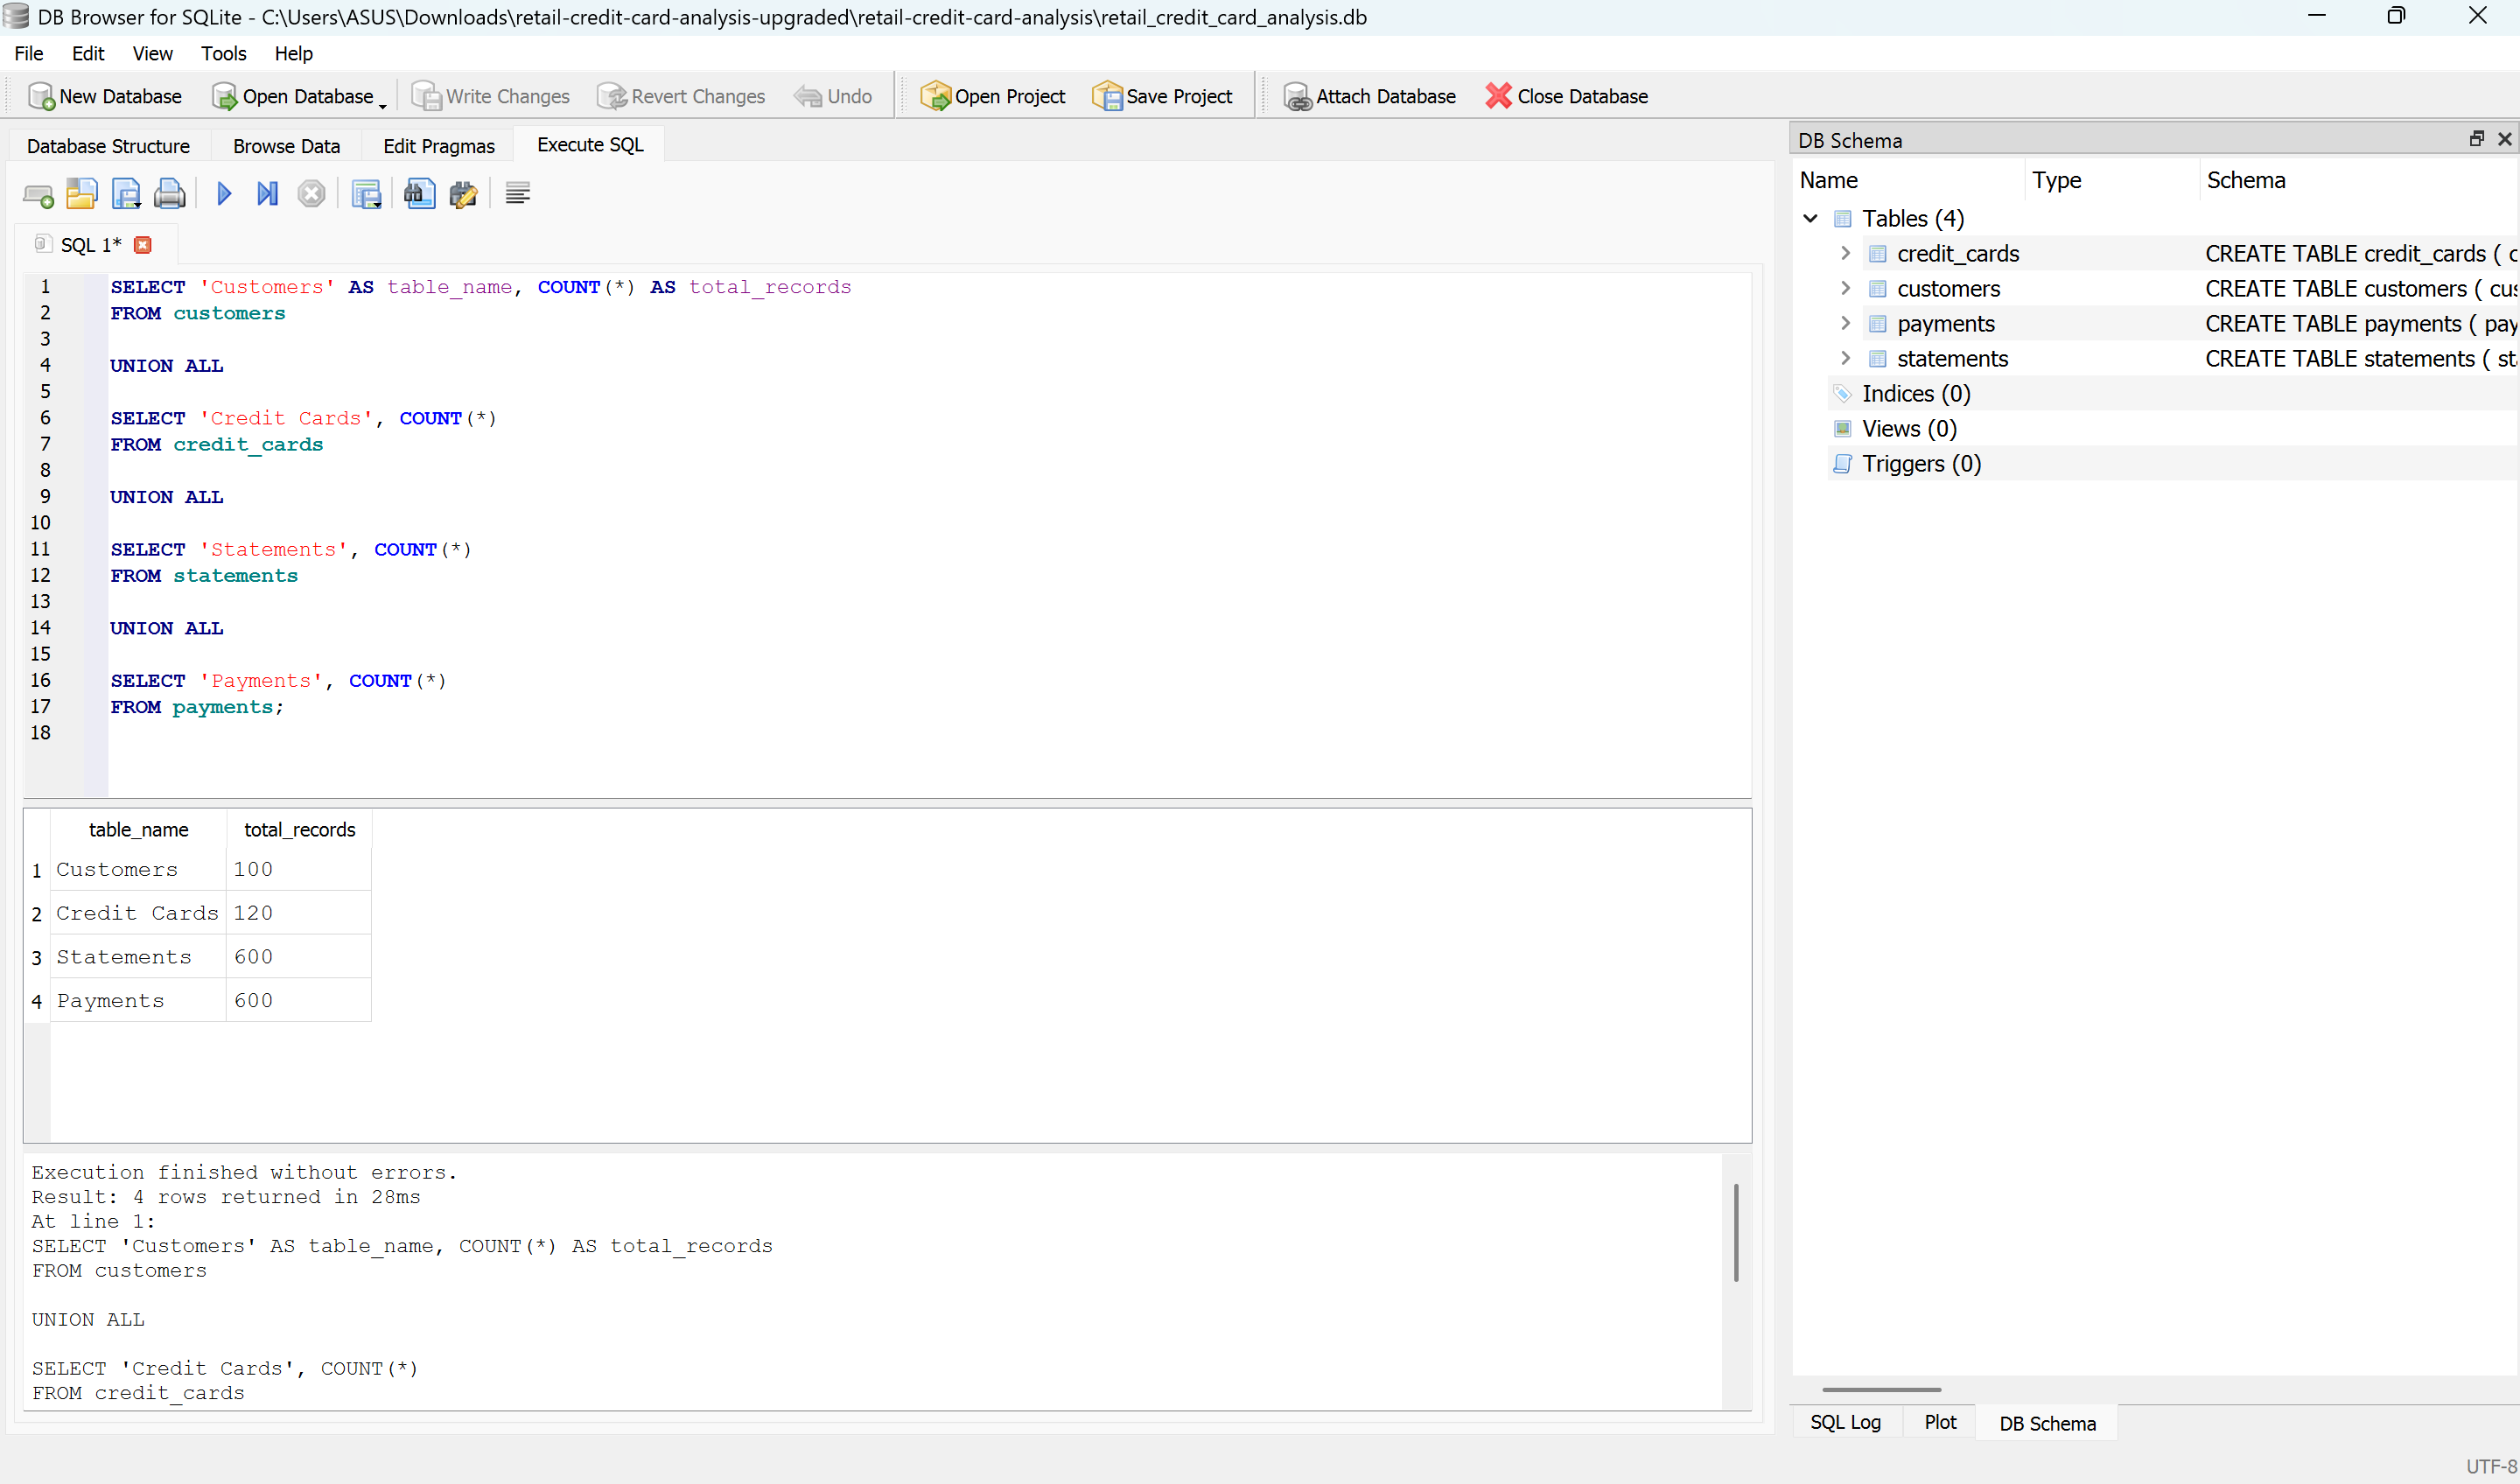 DB Browser for SQLite - C:\Users\ASUS\Downloads\retail-credit-card-analysis-upgraded\retail-credit-card-analysis\retail_credit_card_analysis.db
File Edit View Tools Help
New Database Open Database Write Changes Revert Changes Undo Open Project Save Project Attach Database Close Database
Database Structure Browse Data Edit Pragmas Execute SQL
SQL 1*
1 SELECT 'Customers' AS table_name, COUNT(*) AS total_records
2 FROM customers
3
4 UNION ALL
5
6 SELECT 'Credit Cards', COUNT(*)
7 FROM credit_cards
8
9 UNION ALL
10
11 SELECT 'Statements', COUNT(*)
12 FROM statements
13
14 UNION ALL
15
16 SELECT 'Payments', COUNT(*)
17 FROM payments;
18
table_name total_records
1 Customers 100
2 Credit Cards 120
3 Statements 600
4 Payments 600
Execution finished without errors.
Result: 4 rows returned in 28ms
At line 1:
SELECT 'Customers' AS table_name, COUNT(*) AS total_records
FROM customers
UNION ALL
SELECT 'Credit Cards', COUNT(*)
FROM credit_cards
DB Schema
Name Type Schema
Tables (4)
credit_cards CREATE TABLE credit_cards ( c
customers CREATE TABLE customers ( cus
payments CREATE TABLE payments ( pay
statements CREATE TABLE statements ( st
Indices (0)
Views (0)
Triggers (0)
SQL Log Plot DB Schema
UTF-8